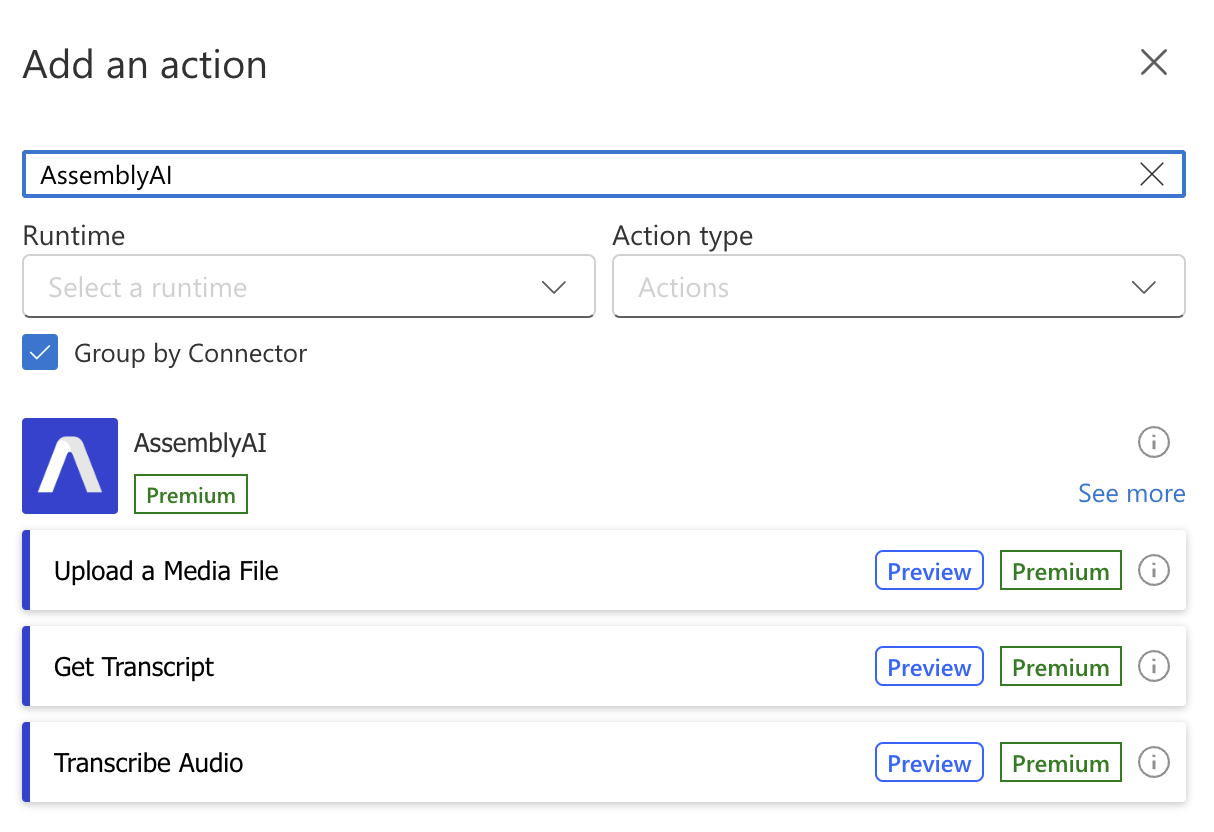 Add an action
AssemblyAI
Runtime
Action type
Select a runtime
Actions
Group by Connector
AssemblyAI
Premium
See more
Upload a Media File Preview Premium
Get Transcript Preview Premium
Transcribe Audio Preview Premium